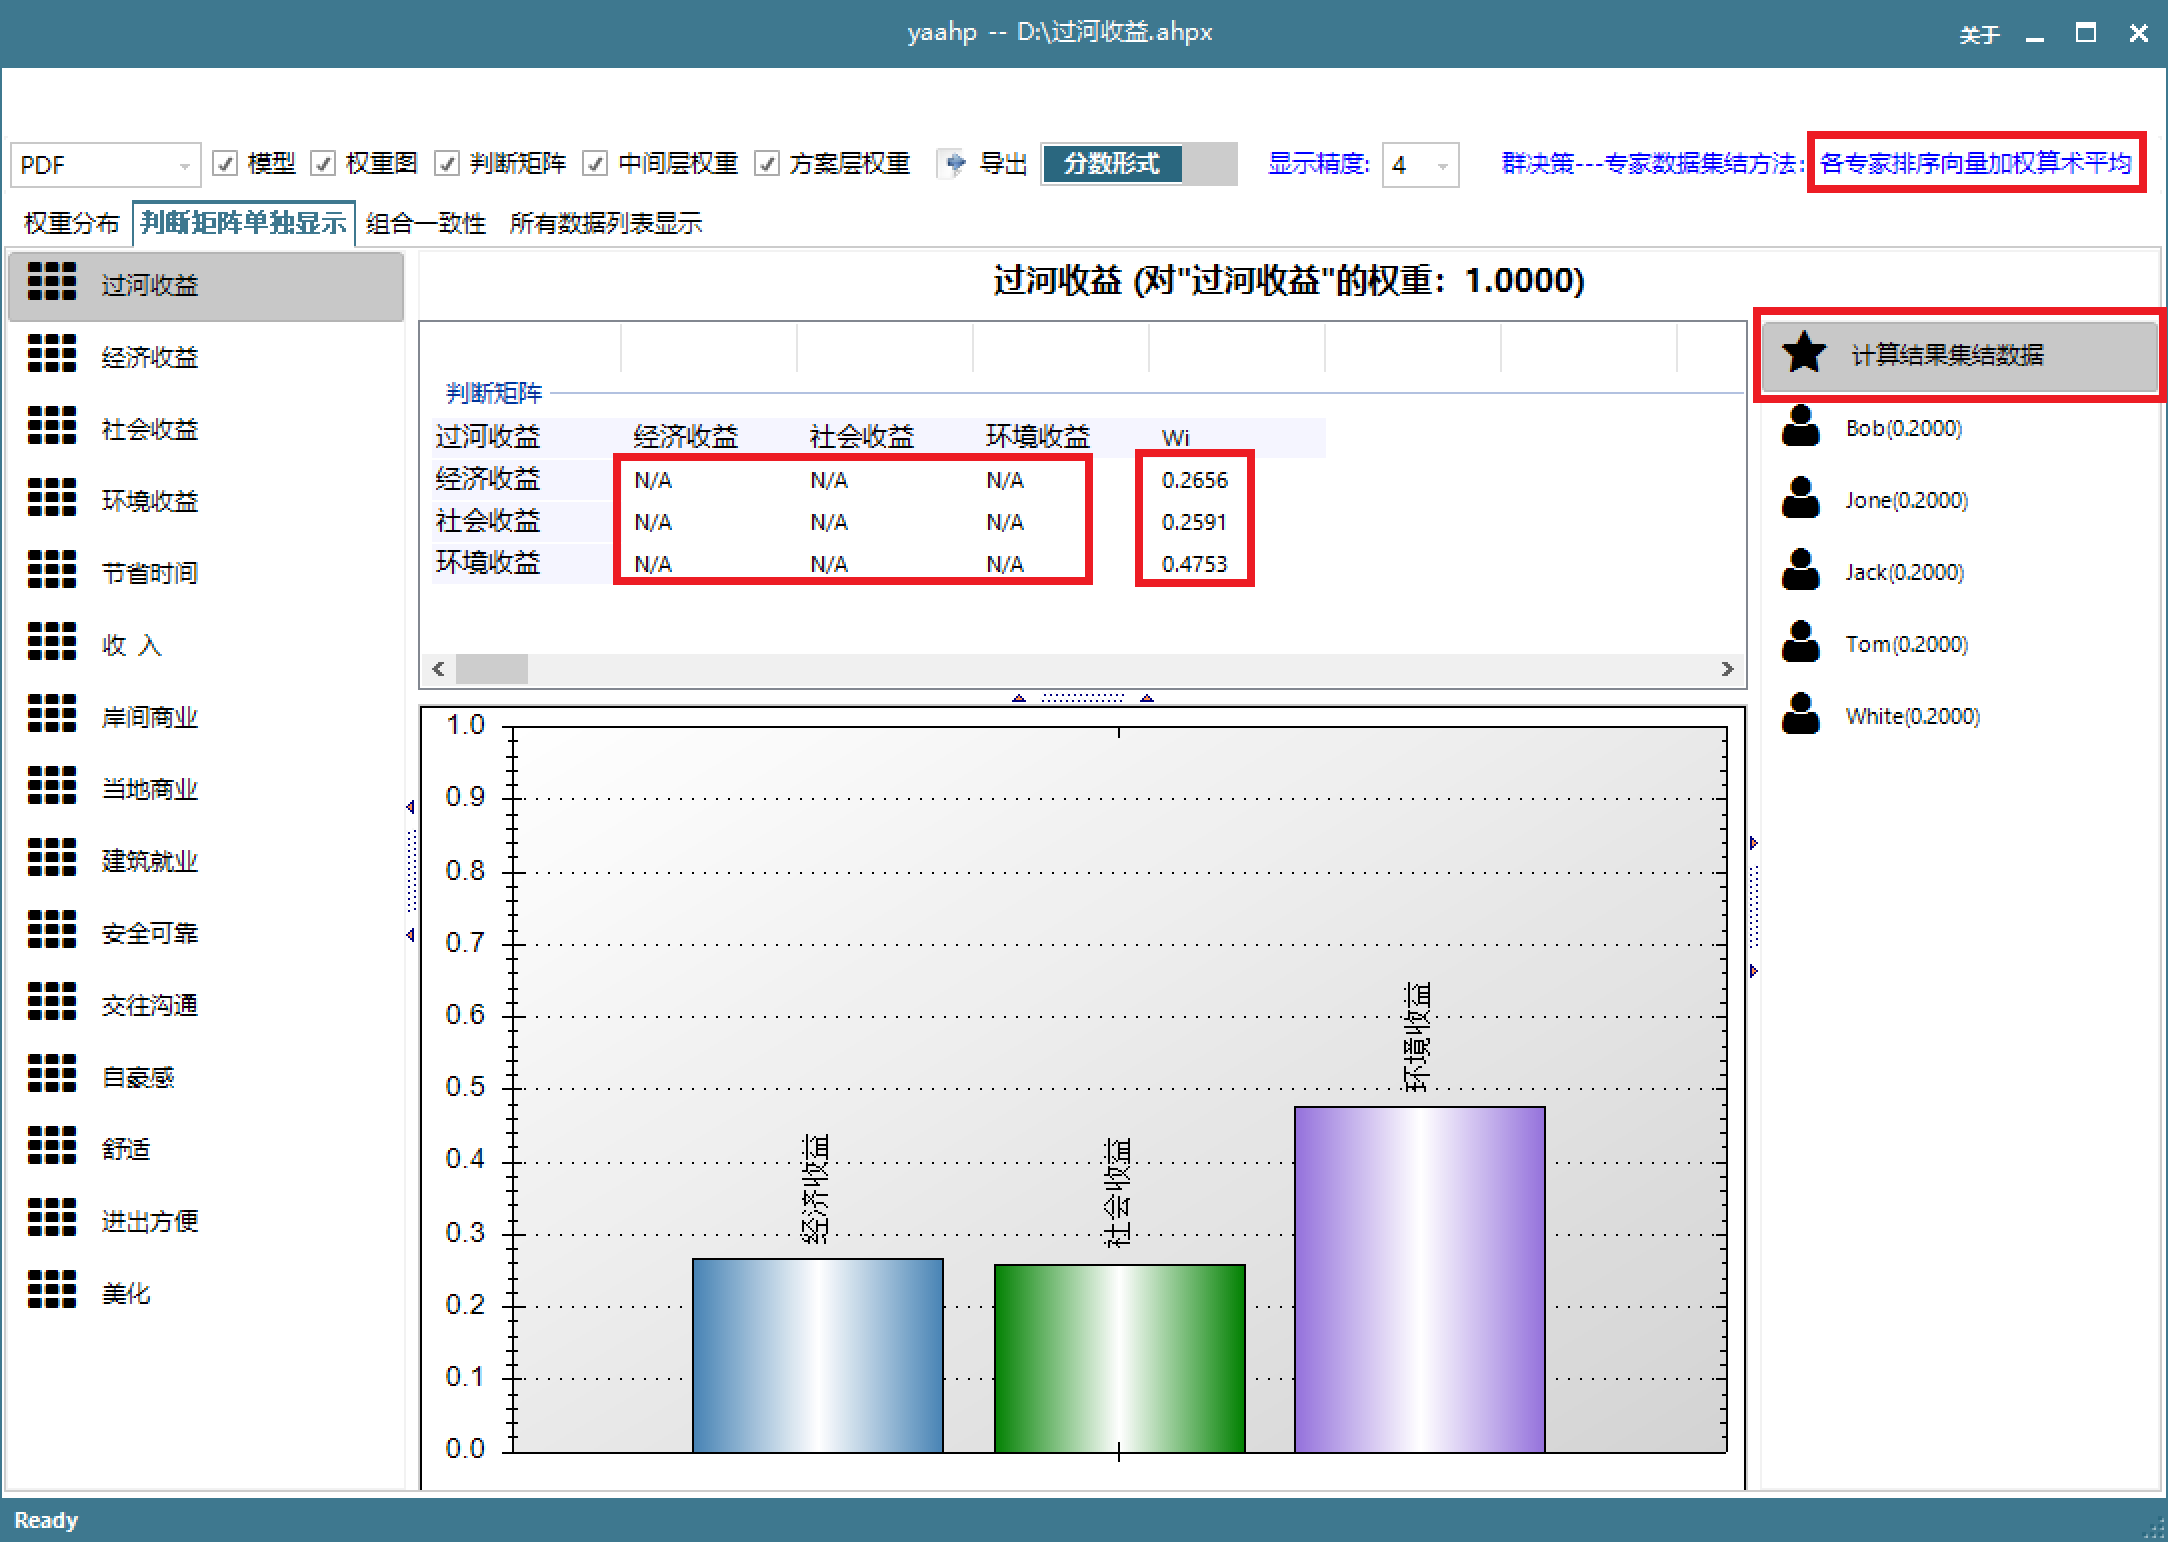 yaahp -- D:\过河收益.ahpx
关于
PDF 模型 权重图 判断矩阵 中间层权重 方案层权重 导出 分数形式 显示精度: 4 群决策---专家数据集结方法: 各专家排序向量加权算术平均
权重分布 判断矩阵单独显示 组合一致性 所有数据列表显示
过河收益
经济收益
社会收益
环境收益
节省时间
收 入
岸间商业
当地商业
建筑就业
安全可靠
交往沟通
自豪感
舒适
进出方便
美化
过河收益 (对"过河收益"的权重: 1.0000)
判断矩阵
过河收益 经济收益 社会收益 环境收益 Wi
经济收益 N/A N/A N/A 0.2656
社会收益 N/A N/A N/A 0.2591
环境收益 N/A N/A N/A 0.4753
1.0
0.9
0.8
0.7
0.6
0.5
0.4
0.3
0.2
0.1
0.0
经济收益
社会收益
环境收益
计算结果集结数据
Bob(0.2000)
Jone(0.2000)
Jack(0.2000)
Tom(0.2000)
White(0.2000)
Ready